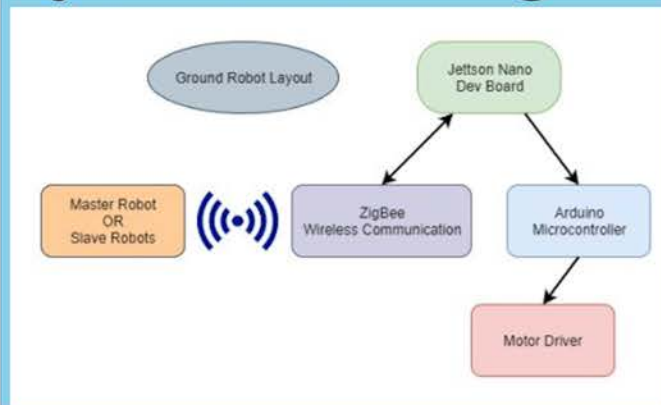 Ground Robot Layout
Jettson Nano
Dev Board
Master Robot
OR
Slave Robots
ZigBee
Wireless Communication
Arduino
Microcontroller
Motor Driver